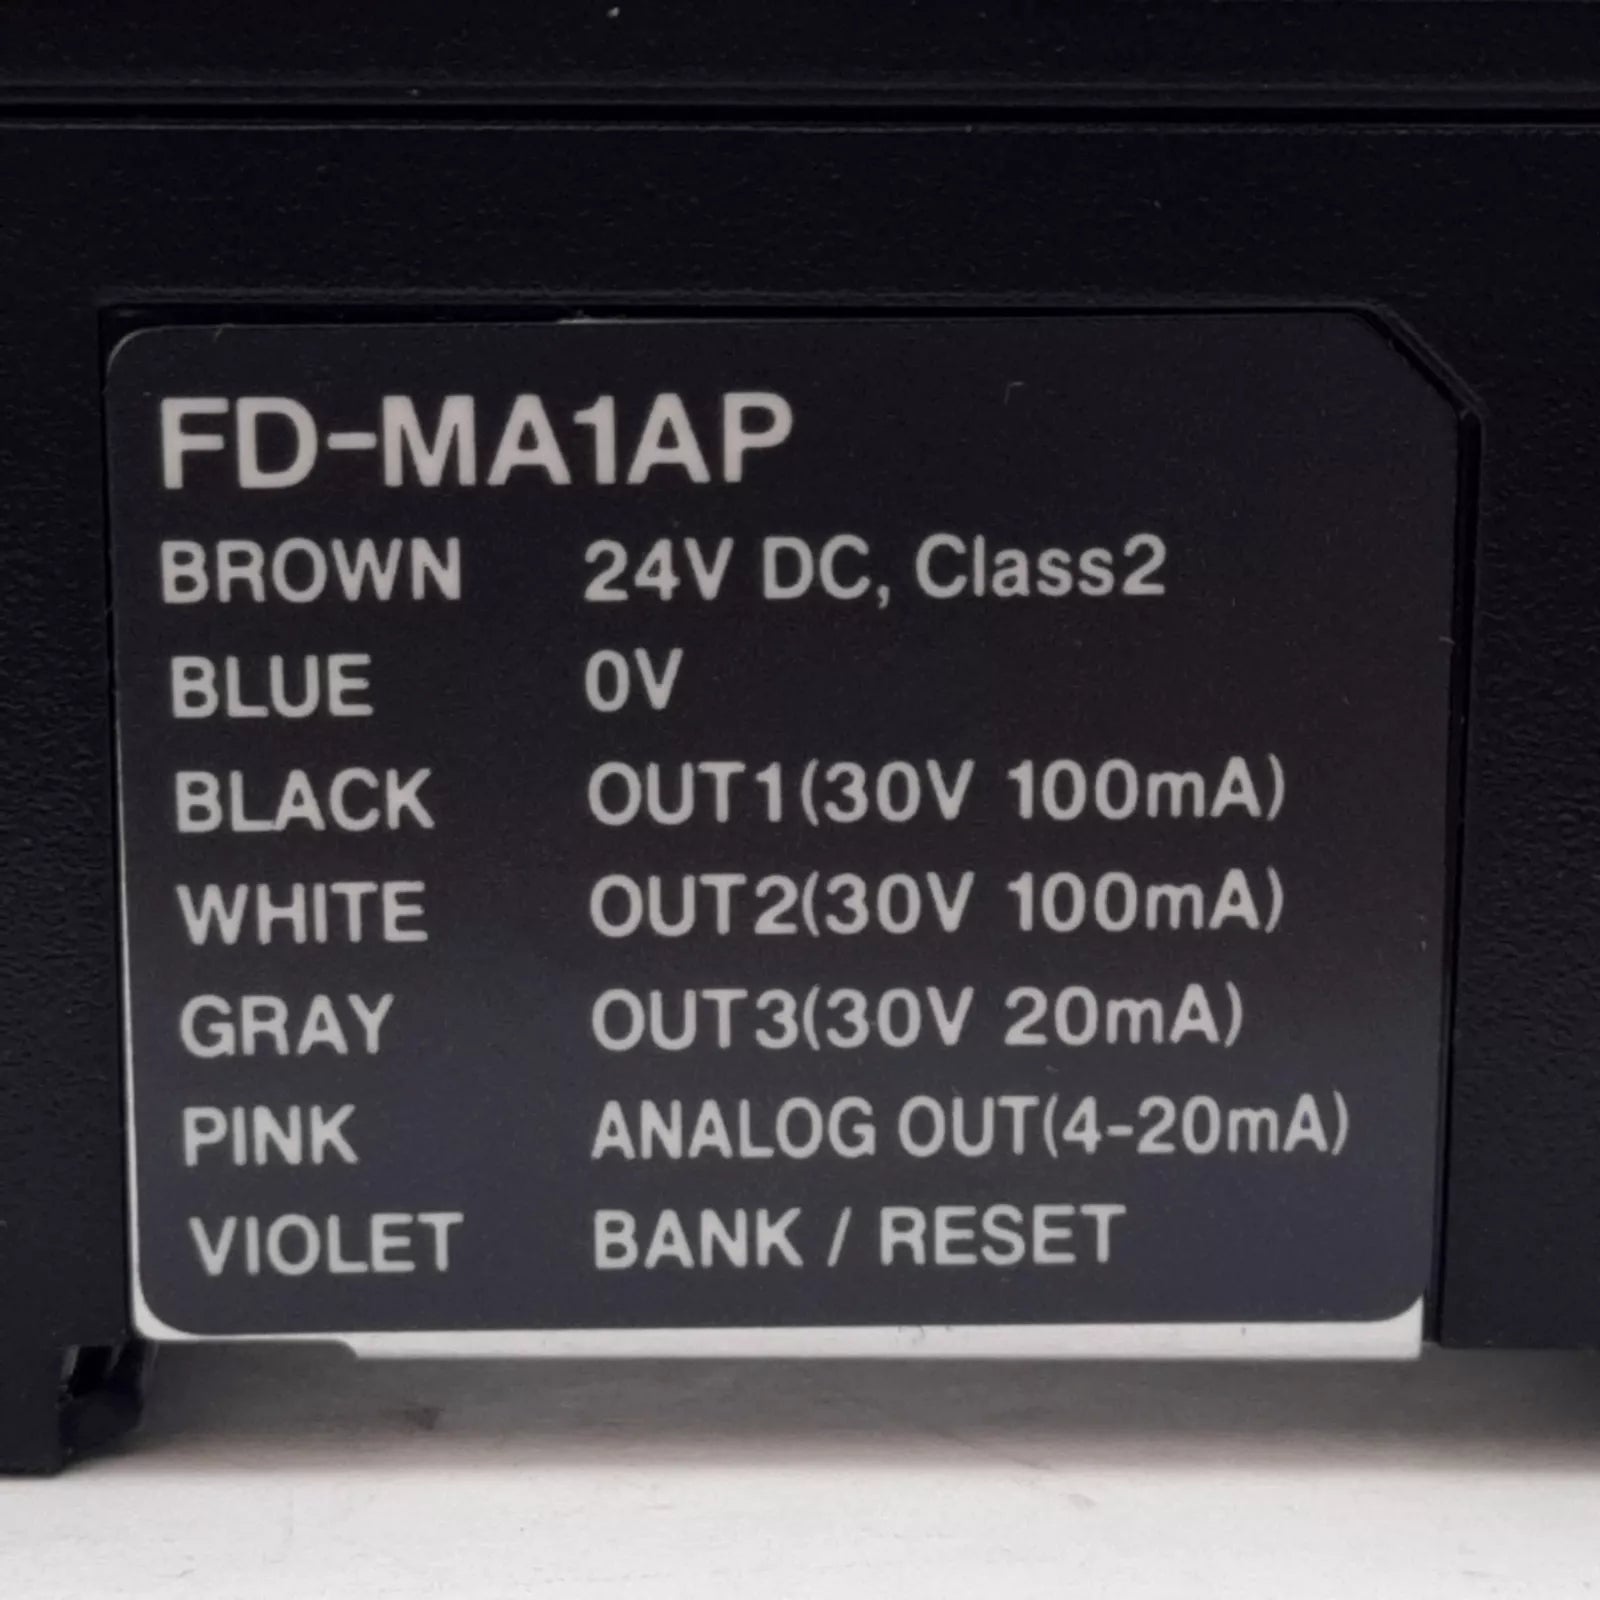 FD-MA1AP
BROWN 24V DC, Class2
BLUE 0V
BLACK OUT1(30V 100mA)
WHITE OUT2(30V 100mA)
GRAY OUT3(30V 20mA)
PINK ANALOG OUT(4-20mA)
VIOLET BANK / RESET